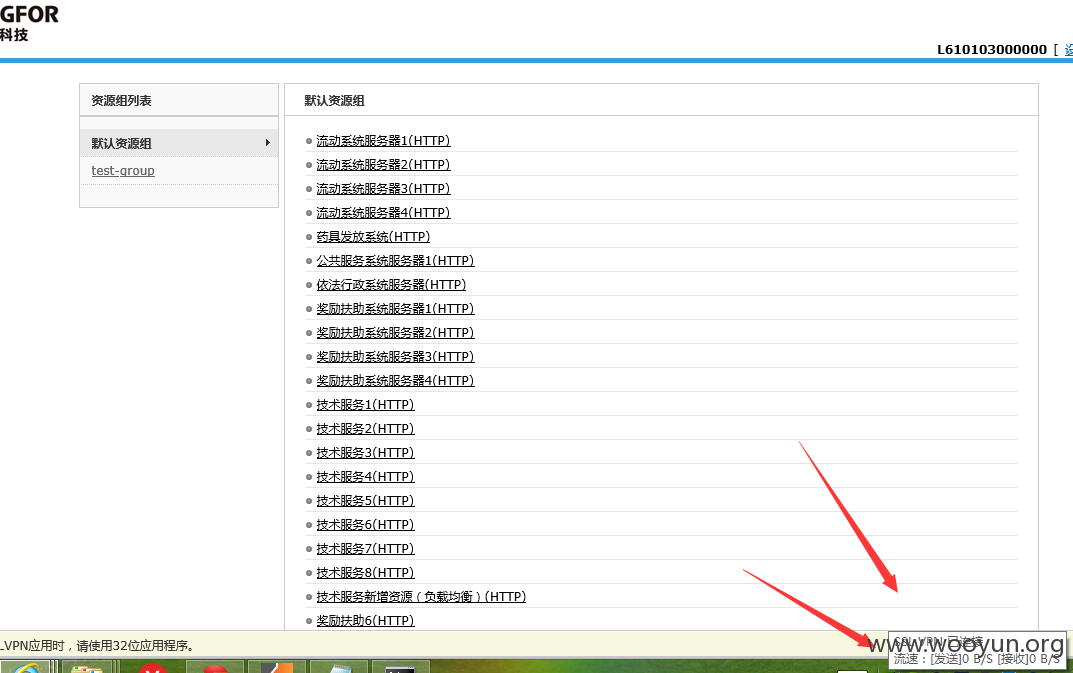 GFOR
科技
L610103000000 [ 设
资源组列表
默认资源组
test-group
默认资源组
流动系统服务器1(HTTP)
流动系统服务器2(HTTP)
流动系统服务器3(HTTP)
流动系统服务器4(HTTP)
药具发放系统(HTTP)
公共服务系统服务器1(HTTP)
依法行政系统服务器(HTTP)
奖励扶助系统服务器1(HTTP)
奖励扶助系统服务器2(HTTP)
奖励扶助系统服务器3(HTTP)
奖励扶助系统服务器4(HTTP)
技术服务1(HTTP)
技术服务2(HTTP)
技术服务3(HTTP)
技术服务4(HTTP)
技术服务5(HTTP)
技术服务6(HTTP)
技术服务7(HTTP)
技术服务8(HTTP)
技术服务新增资源（负载均衡）(HTTP)
奖励扶助6(HTTP)
LVPN应用时，请使用32位应用程序。
SSL VPN 已连接
www.wooyun.org
流速：[发送]0 B/S [接收]0 B/S